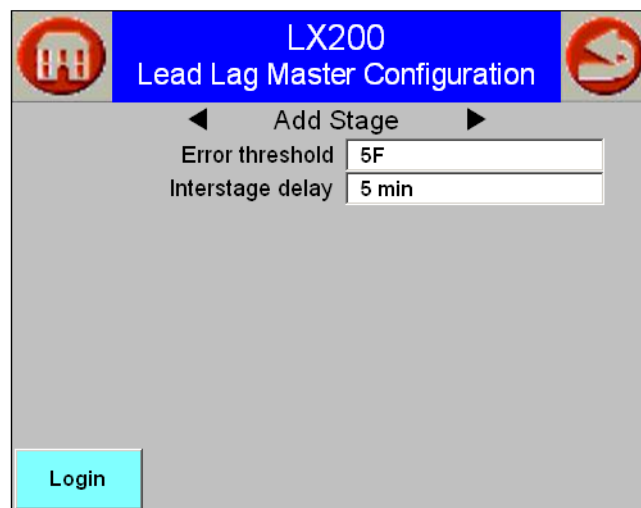 LX200
Lead Lag Master Configuration
Add Stage
Error threshold 5F
Interstage delay 5 min
Login